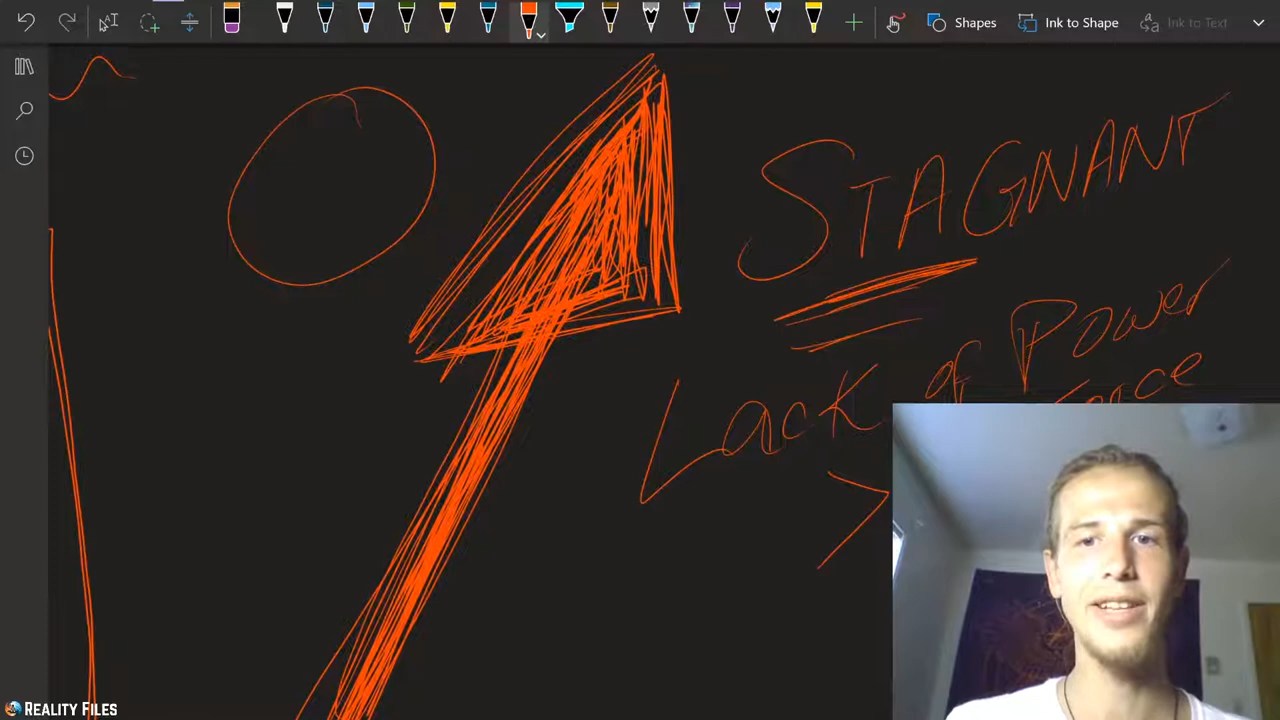 Shapes
Ink to Shape
Ink to Text
STAGNANT
Lack of Power
REALITY FILES